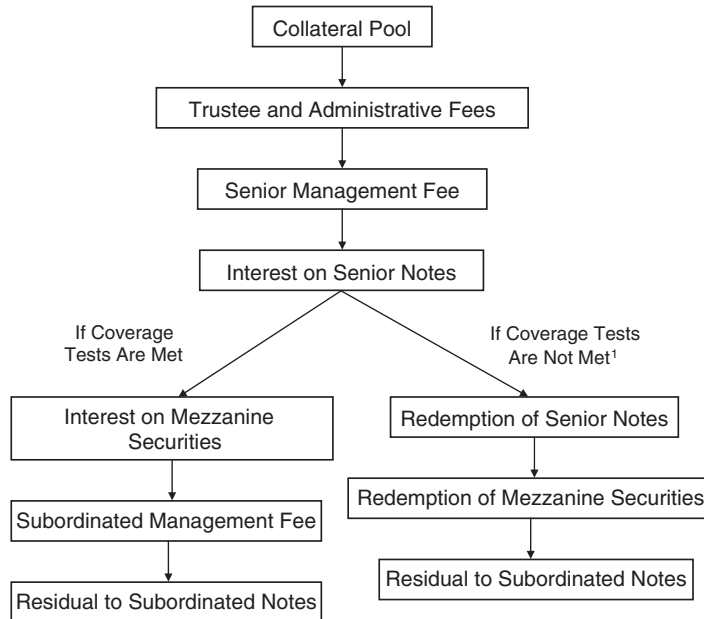 Collateral Pool
Trustee and Administrative Fees
Senior Management Fee
Interest on Senior Notes
If Coverage
Tests Are Met
If Coverage Tests
Are Not Met¹
Interest on Mezzanine
Securities
Redemption of Senior Notes
Subordinated Management Fee
Redemption of Mezzanine Securities
Residual to Subordinated Notes
Residual to Subordinated Notes